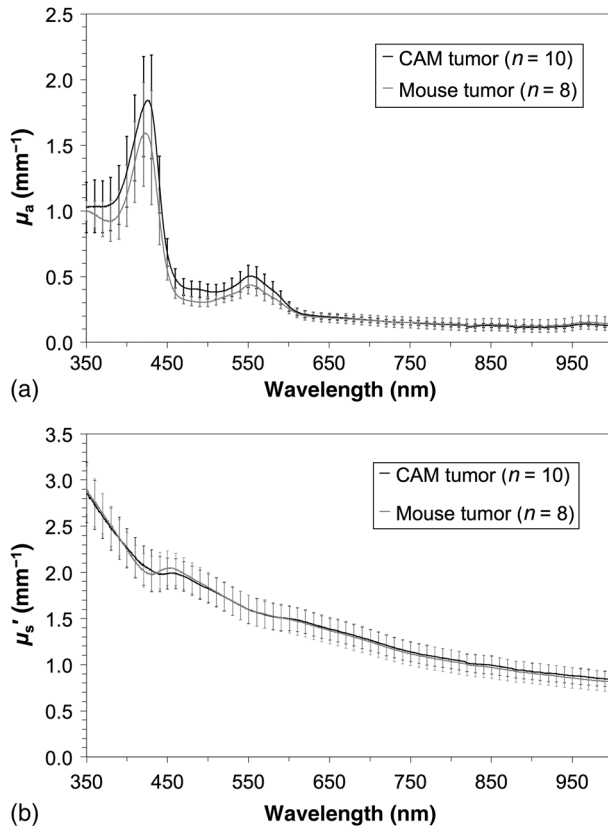 2.5
2.0
1.5
1.0
0.5
0.0
μa (mm⁻¹)
CAM tumor (n = 10)
Mouse tumor (n = 8)
350 450 550 650 750 850 950
Wavelength (nm)
(a)
3.5
3.0
2.5
2.0
1.5
1.0
0.5
0.0
μs′ (mm⁻¹)
CAM tumor (n = 10)
Mouse tumor (n = 8)
350 450 550 650 750 850 950
Wavelength (nm)
(b)